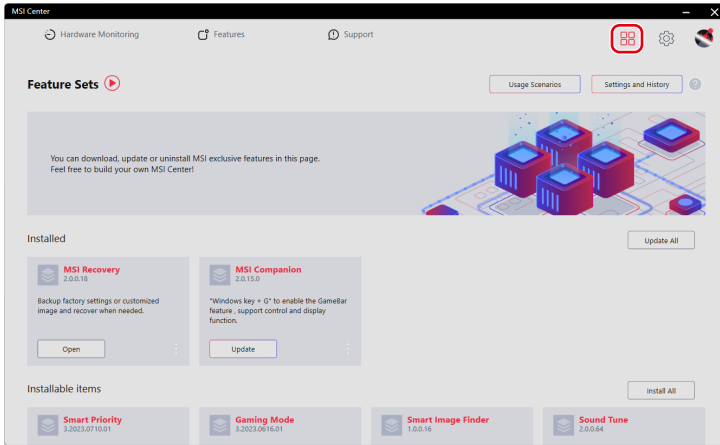 MSI Center
Hardware Monitoring
Features
Support
Feature Sets
Usage Scenarios
Settings and History
?
You can download, update or uninstall MSI exclusive features in this page.
Feel free to build your own MSI Center!
Installed
Update All
MSI Recovery
2.0.0.18
Backup factory settings or customized
image and recover when needed.
Open
MSI Companion
2.0.15.0
"Windows key + G" to enable the GameBar
feature , support control and display
function.
Update
Installable items
Install All
Smart Priority
3.2023.0710.01
Gaming Mode
3.2023.0616.01
Smart Image Finder
1.0.0.16
Sound Tune
2.0.0.64